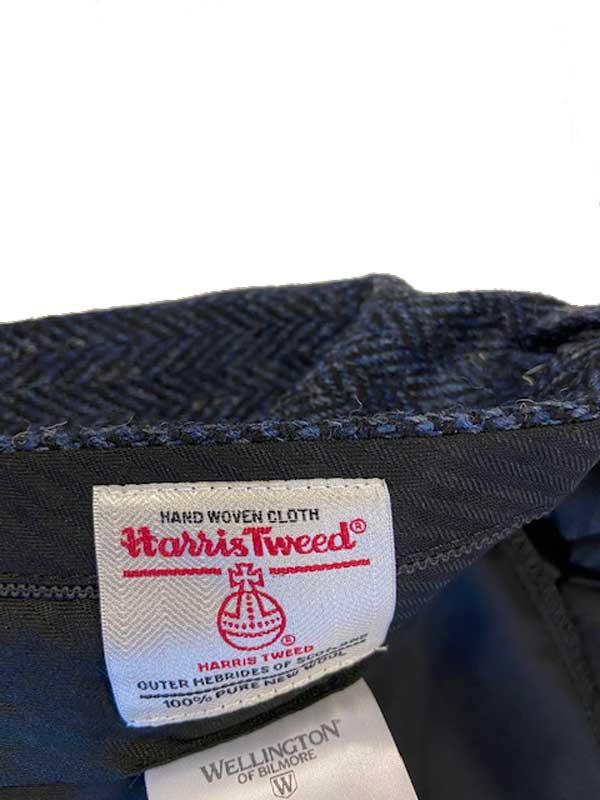 HAND WOVEN CLOTH
Harris Tweed®
®
HARRIS TWEED
OUTER HEBRIDES OF SCOTLAND
100% PURE NEW WOOL
WELLINGTON
OF BILMORE
W